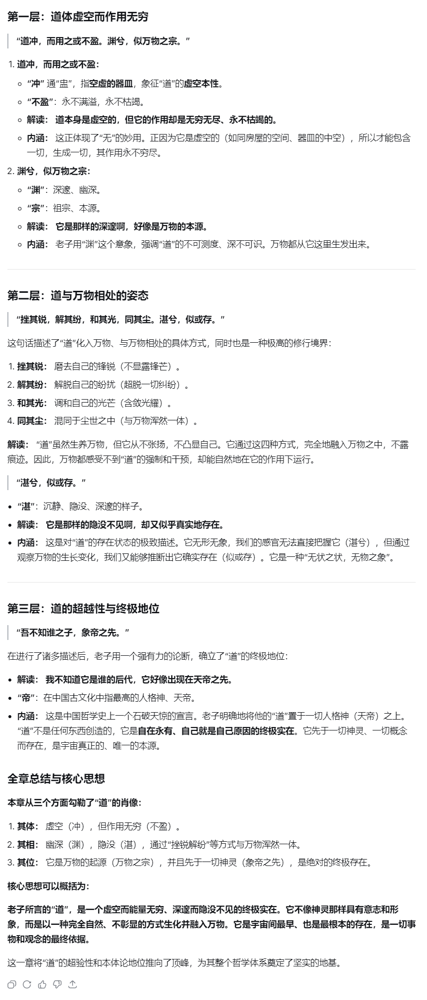 第一层：道体虚空而作用无穷
“道冲，而用之或不盈。渊兮，似万物之宗。”
1. 道冲，而用之或不盈：
“冲” 通“盅”，指空虚的器皿，象征“道”的虚空本性。
“不盈”：永不满溢，永不枯竭。
解读： 道本身是虚空的，但它的作用却是无穷无尽、永不枯竭的。
内涵： 这正体现了“无”的妙用。正因为它是虚空的（如同房屋的空间、器皿的中空），所以才能包含
一切，生成一切，其作用永不穷尽。
2. 渊兮，似万物之宗：
“渊”：深邃、幽深。
“宗”：祖宗、本源。
解读： 它是那样的深邃啊，好像是万物的本源。
内涵： 老子用“渊”这个意象，强调“道”的不可测度、深不可识。万物都从它这里生发出来。
第二层：道与万物相处的姿态
“挫其锐，解其纷，和其光，同其尘。湛兮，似或存。”
这句话描述了“道”化入万物、与万物相处的具体方式，同时也是一种极高的修行境界：
1. 挫其锐： 磨去自己的锋锐（不显露锋芒）。
2. 解其纷： 解脱自己的纷扰（超脱一切纠纷）。
3. 和其光： 调和自己的光芒（含敛光耀）。
4. 同其尘： 混同于尘世之中（与万物浑然一体）。
解读： “道”虽然生养万物，但它从不张扬，不凸显自己。它通过这四种方式，完全地融入万物之中，不露
痕迹。因此，万物都感受不到“道”的强制和干预，却能自然地在它的作用下运行。
“湛兮，似或存。”
“湛”：沉静、隐没、深邃的样子。
解读： 它是那样的隐没不见啊，却又似乎真实地存在。
内涵： 这是对“道”的存在状态的极致描述。它无形无象，我们的感官无法直接把握它（湛兮），但通过
观察万物的生长变化，我们又能够推断出它确实存在（似或存）。它是一种“无状之状，无物之象”。
第三层：道的超越性与终极地位
“吾不知谁之子，象帝之先。”
在进行了诸多描述后，老子用一个强有力的论断，确立了“道”的终极地位：
解读： 我不知道它是谁的后代，它好像出现在天帝之先。
“帝”：在中国古文化中指最高的人格神、天帝。
内涵： 这是中国哲学史上一个石破天惊的宣言。老子明确地将他的“道”置于一切人格神（天帝）之上。
“道”不是任何东西创造的，它是自在永有、自己就是自己原因的终极实在。它先于一切神灵、一切概念
而存在，是宇宙真正的、唯一的本源。
全章总结与核心思想
本章从三个方面勾勒了“道”的肖像：
1. 其体： 虚空（冲），但作用无穷（不盈）。
2. 其相： 幽深（渊），隐没（湛），通过“挫锐解纷”等方式与万物浑然一体。
3. 其位： 它是万物的起源（万物之宗），并且先于一切神灵（象帝之先），是绝对的终极存在。
核心思想可以概括为：
老子所言的“道”，是一个虚空而能量无穷、深邃而隐没不见的终极实在。它不像神灵那样具有意志和形
象，而是以一种完全自然、不彰显的方式生化并融入万物。它是宇宙间最早、也是最根本的存在，是一切事
物和观念的最终依据。
这一章将“道”的超验性和本体论地位推向了顶峰，为其整个哲学体系奠定了坚实的地基。